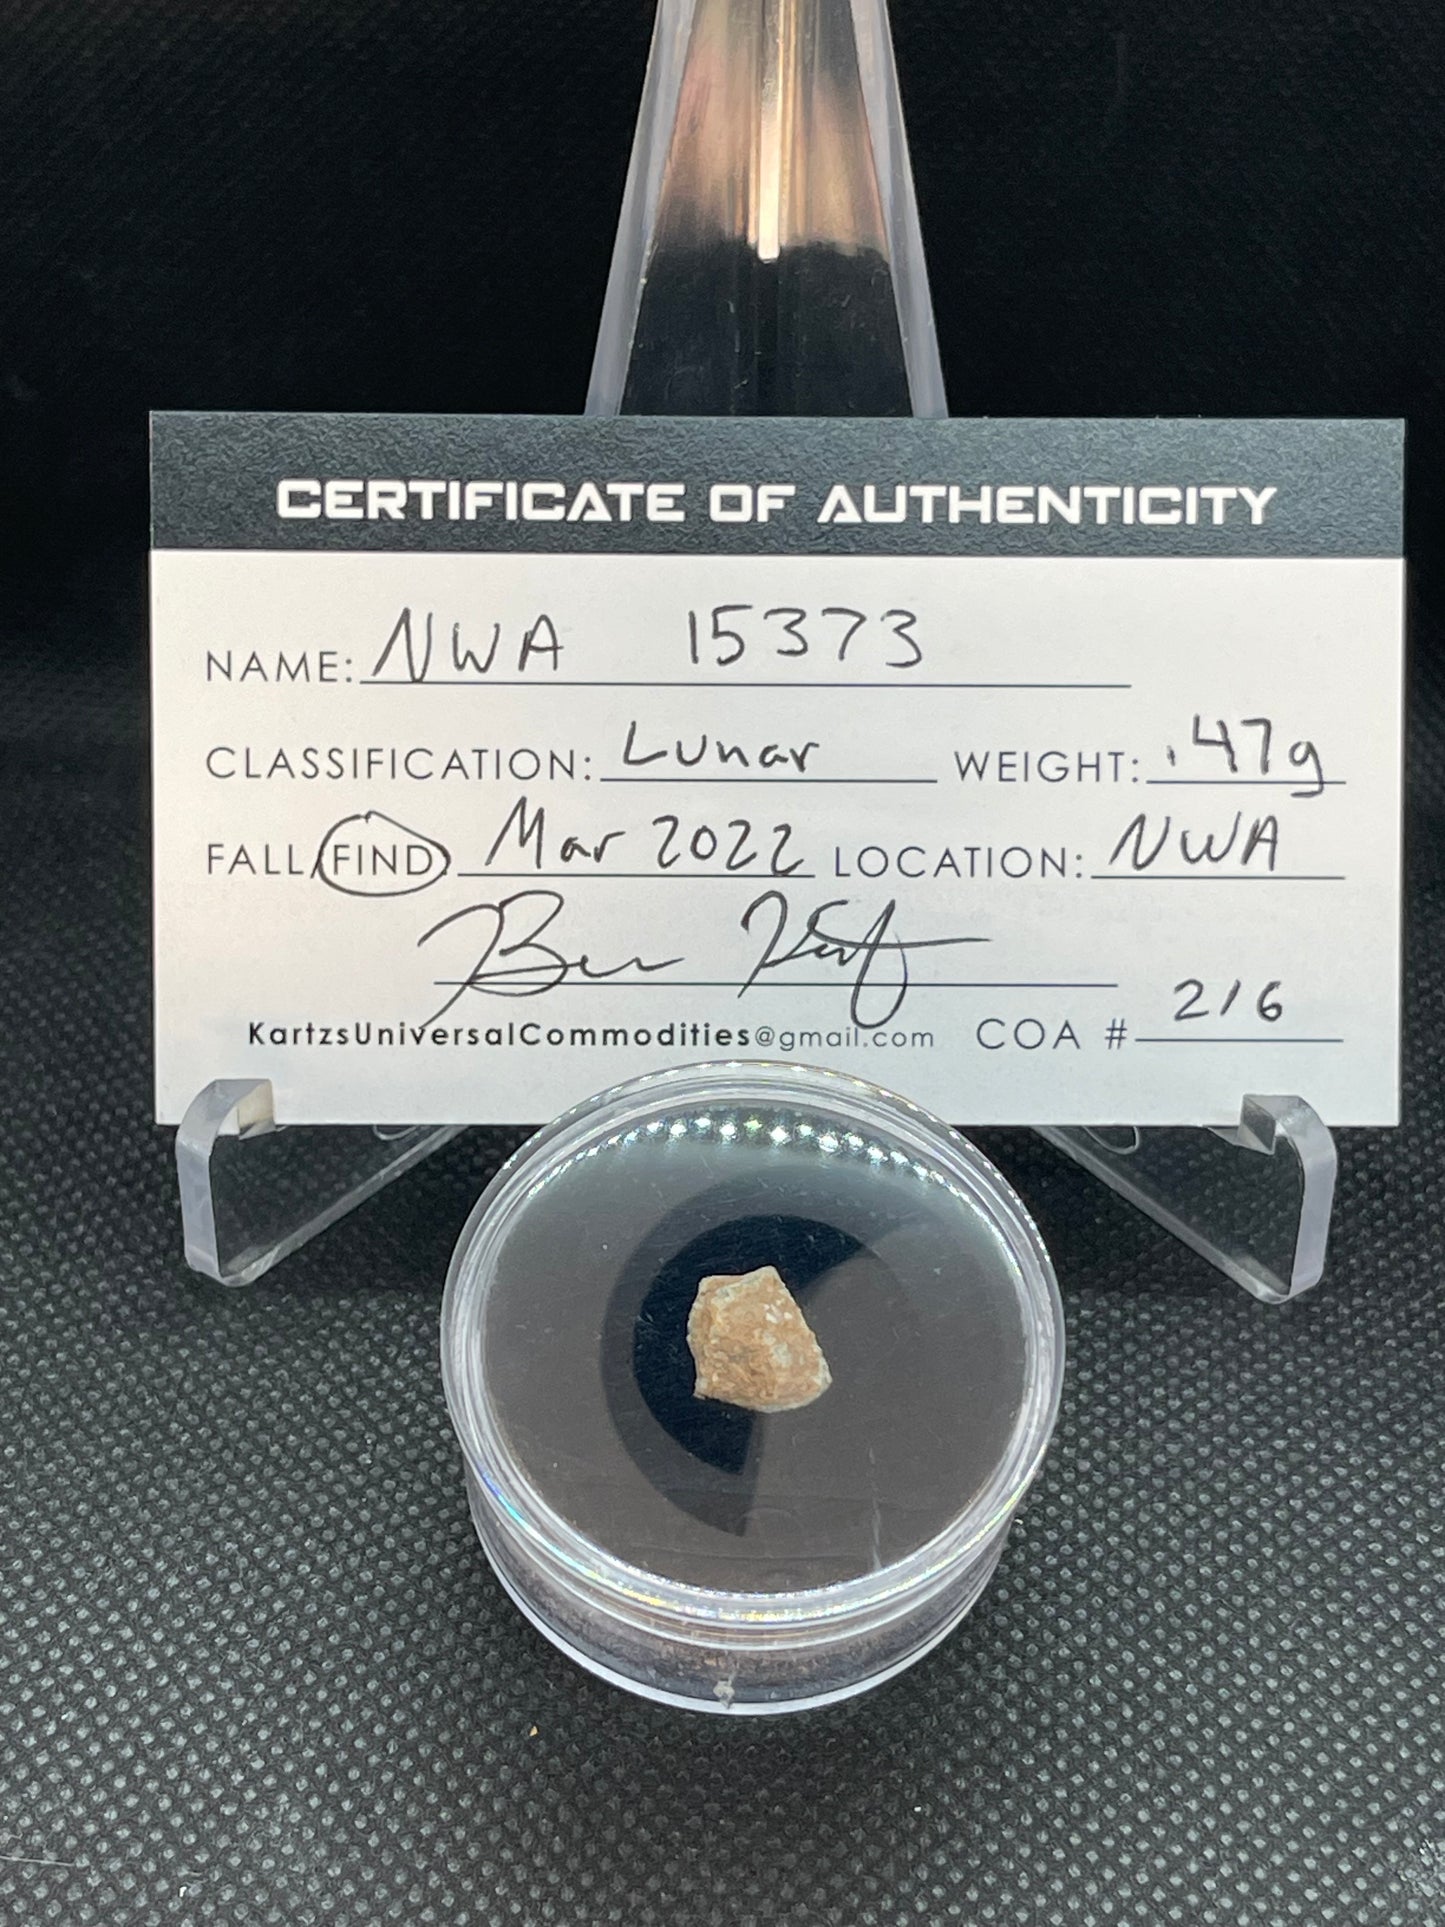 CERTIFICATE OF AUTHENTICITY
NAME: NWA 15373
CLASSIFICATION: Lunar WEIGHT: .47g
FALL/FIND: Mar 2022 LOCATION: NWA
Ben
KartzsUniversalCommodities@gmail.com COA # 216